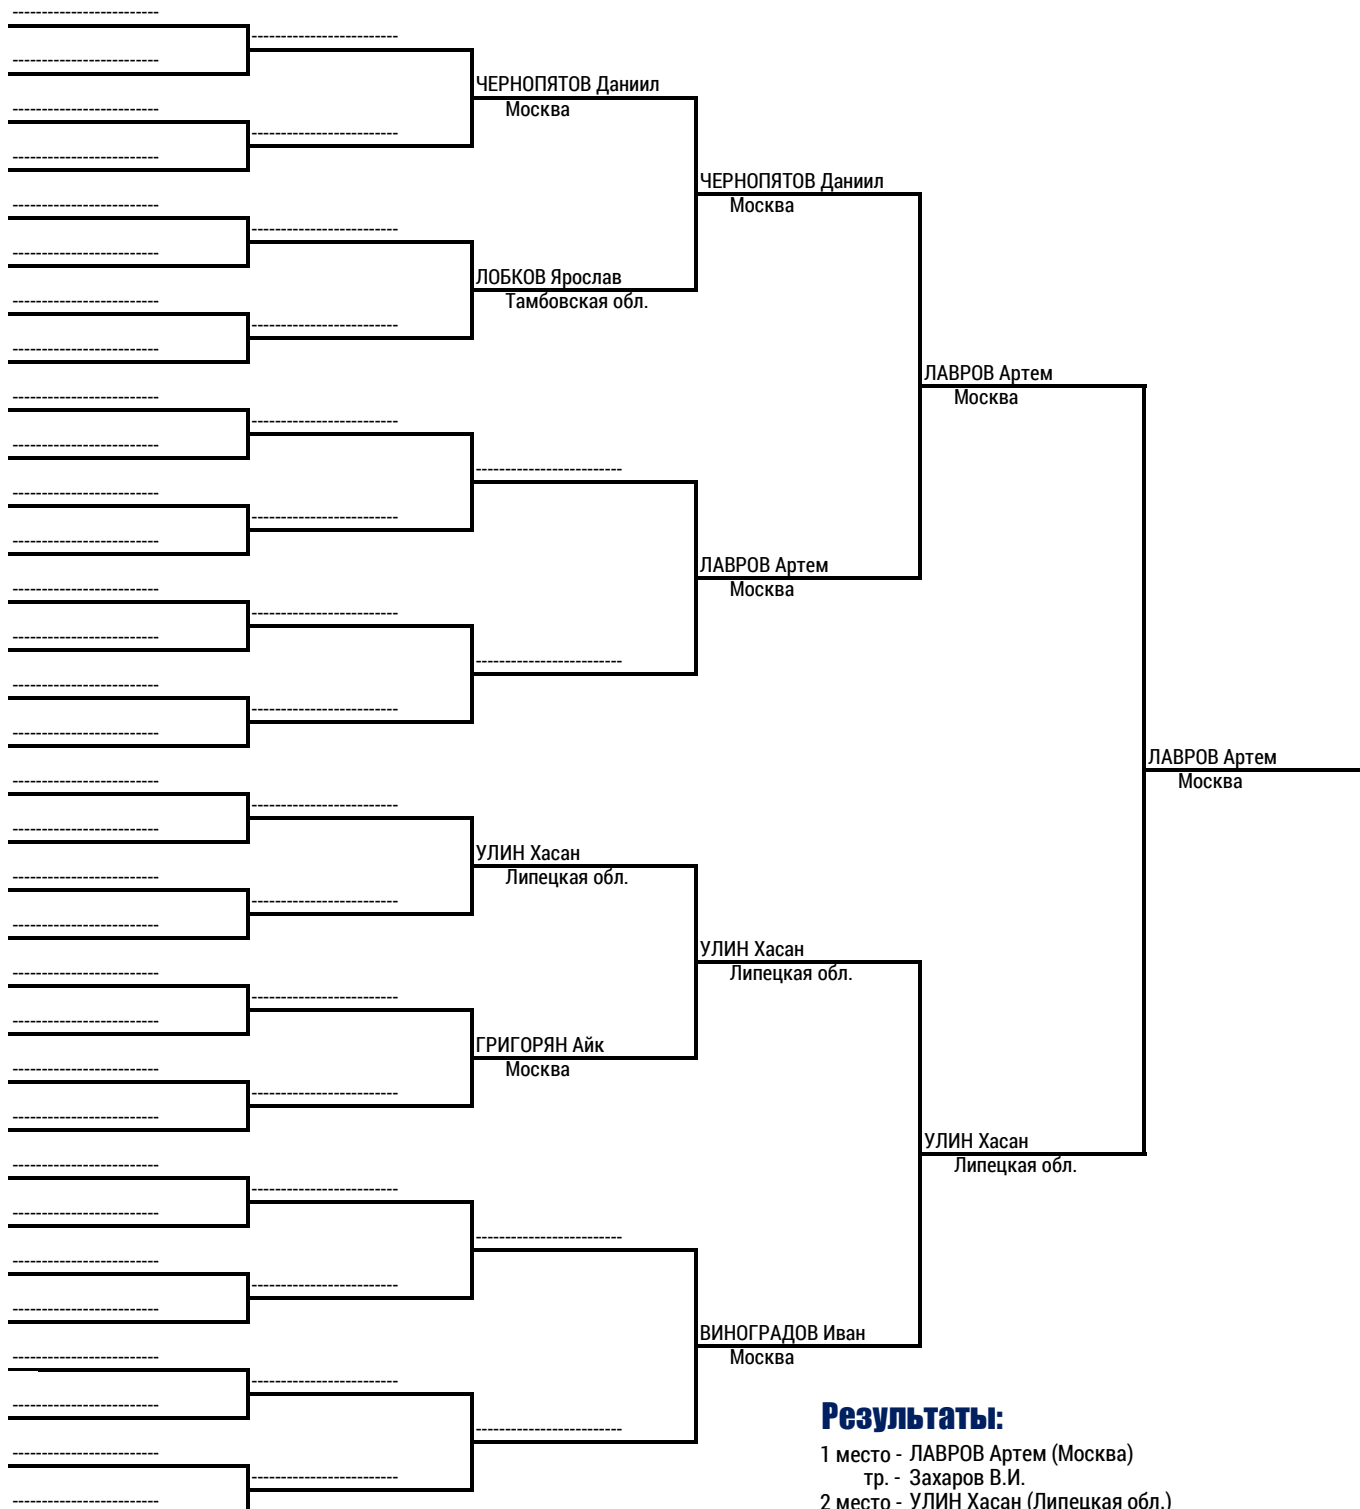 ЧЕРНОПЯТОВ Даниил
Москва
ЧЕРНОПЯТОВ Даниил
Москва
ЛОБКОВ Ярослав
Тамбовская обл.
ЛАВРОВ Артем
Москва
ЛАВРОВ Артем
Москва
ЛАВРОВ Артем
Москва
УЛИН Хасан
Липецкая обл.
УЛИН Хасан
Липецкая обл.
ГРИГОРЯН Айк
Москва
УЛИН Хасан
Липецкая обл.
ВИНОГРАДОВ Иван
Москва
Результаты:
1 место - ЛАВРОВ Артем (Москва)
тр. - Захаров В.И.
2 место - УЛИН Хасан (Липецкая обл.)